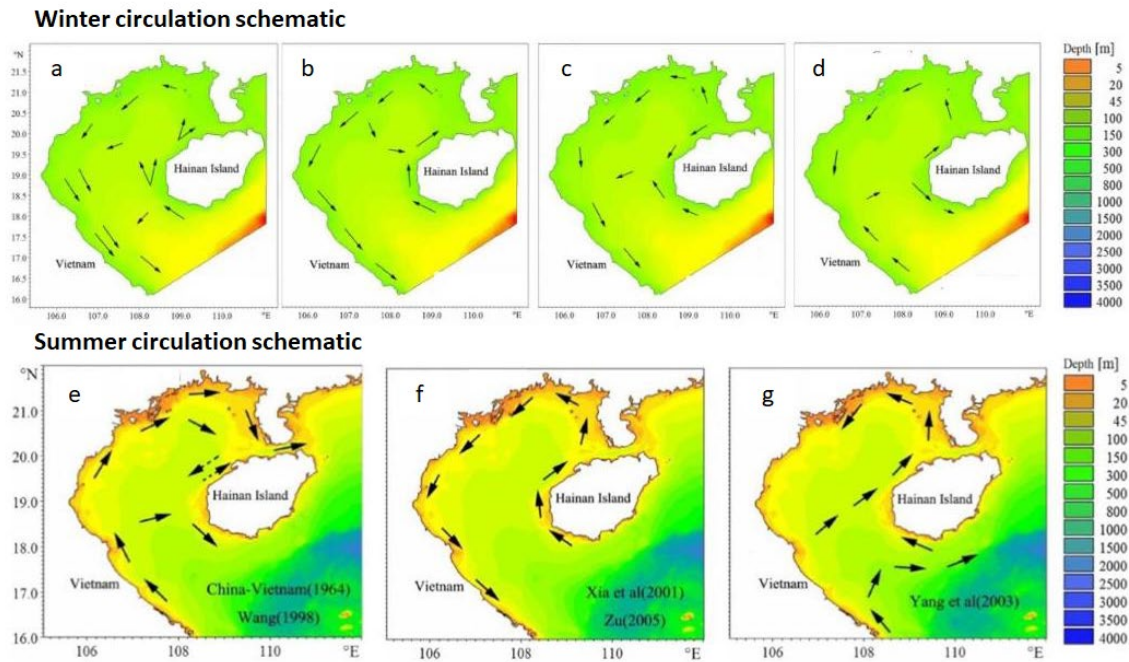 Winter circulation schematic
°N
21.5
21.0
20.5
20.0
19.5
19.0
18.5
18.0
17.5
17.0
16.5
16.0
a
Hainan Island
Vietnam
106.0 107.0 108.0 109.0 110.0 °E
b
Hainan Island
Vietnam
106.0 107.0 108.0 109.0 110.0 °E
c
Hainan Island
Vietnam
106.0 107.0 108.0 109.0 110.0 °E
d
Hainan Island
Vietnam
106.0 107.0 108.0 109.0 110.0 °E
Depth [m]
5
20
45
100
150
300
500
800
1000
1500
2000
2500
3000
3500
4000
Summer circulation schematic
°N
21.0
20.0
19.0
18.0
17.0
16.0
e
Hainan Island
Vietnam
China-Vietnam(1964)
Wang(1998)
106 108 110 °E
f
Hainan Island
Vietnam
Xia et al(2001)
Zu(2005)
106 108 110 °E
g
Hainan Island
Vietnam
Yang et al(2003)
106 108 110 °E
Depth [m]
5
20
45
100
150
300
500
800
1000
1500
2000
2500
3000
3500
4000